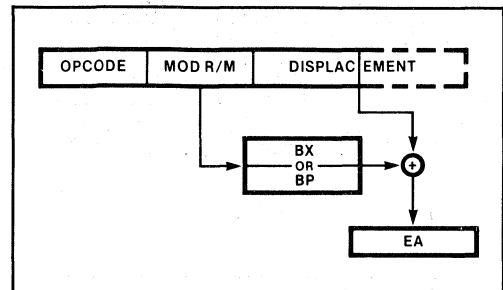 OPCODE MOD R/M DISPLACEMENT
BX
OR
BP
+
EA